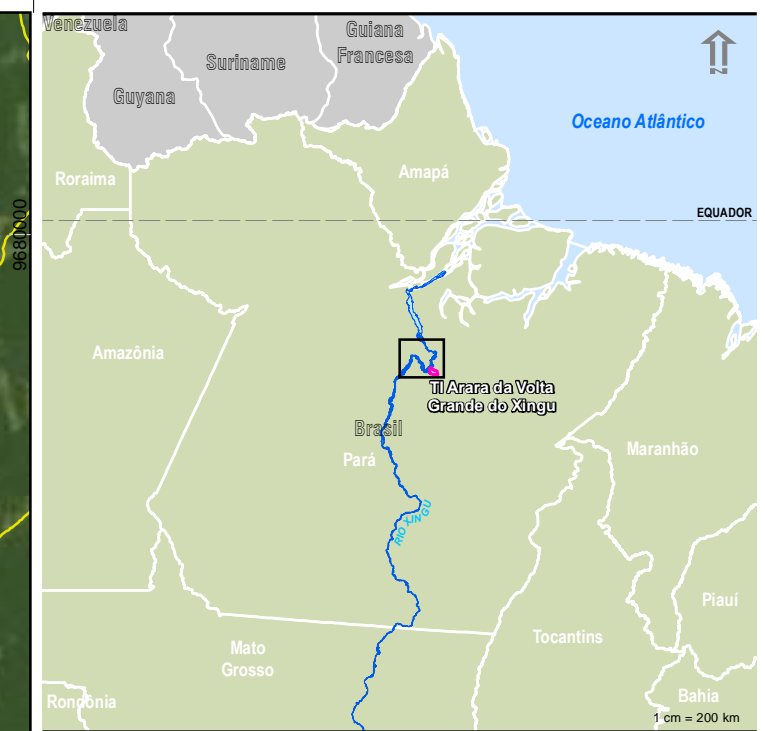 Venezuela
Guyana
Suriname
Guiana
Francesa
N
Oceano Atlântico
Roraima
Amapá
9680000
EQUADOR
Amazônia
TI Arara da Volta
Grande do Xingu
Brasil
Pará
Maranhão
RIO XINGU
Piauí
Mato
Grosso
Tocantins
Rondônia
Bahia
1 cm = 200 km